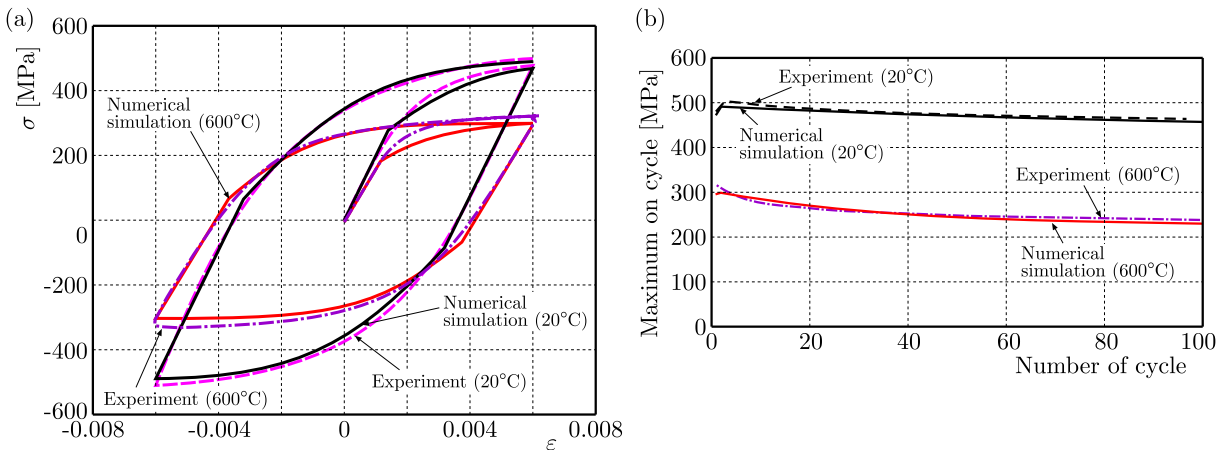 (a)
600
400
200
0
-200
-400
-600
σ [MPa]
Numerical
simulation (600°C)
Numerical
simulation (20°C)
Experiment (20°C)
Experiment (600°C)
-0.008
-0.004
0
0.004
0.008
ε
(b)
600
500
400
300
200
100
0
Maximum on cycle [MPa]
Experiment (20°C)
Numerical
simulation (20°C)
Experiment (600°C)
Numerical
simulation (600°C)
0
20
40
60
80
100
Number of cycle